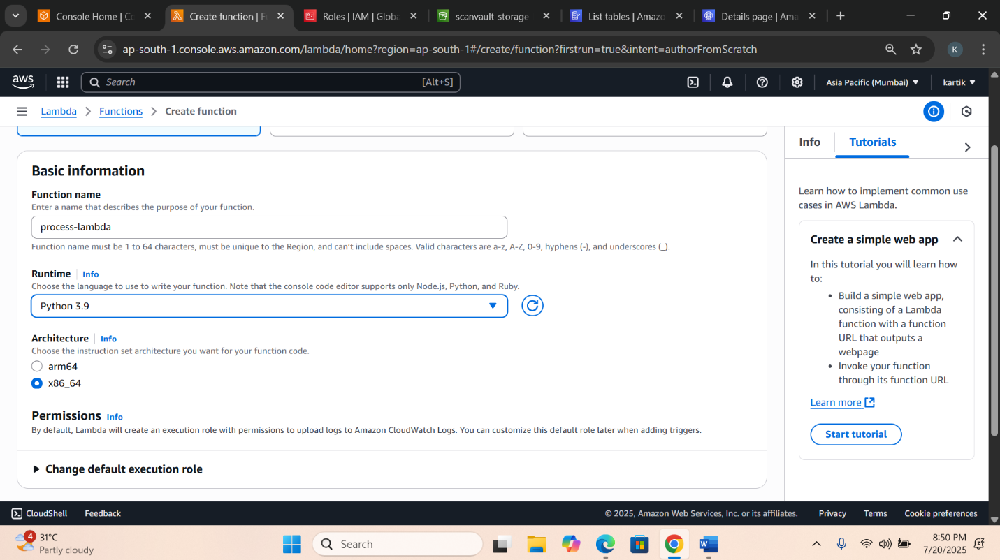 Console Home | Co
Create function | F
Roles | IAM | Globa
scanvault-storage-
List tables | Amazo
Details page | Ama
ap-south-1.console.aws.amazon.com/lambda/home?region=ap-south-1#/create/function?firstrun=true&intent=authorFromScratch
K
aws
Search
[Alt+S]
Asia Pacific (Mumbai)
kartik
Lambda
Functions
Create function
Info
Tutorials
Basic information
Function name
Enter a name that describes the purpose of your function.
process-lambda
Function name must be 1 to 64 characters, must be unique to the Region, and can't include spaces. Valid characters are a-z, A-Z, 0-9, hyphens (-), and underscores (_).
Runtime
Info
Choose the language to use to write your function. Note that the console code editor supports only Node.js, Python, and Ruby.
Python 3.9
Architecture
Info
Choose the instruction set architecture you want for your function code.
arm64
x86_64
Permissions
Info
By default, Lambda will create an execution role with permissions to upload logs to Amazon CloudWatch Logs. You can customize this default role later when adding triggers.
Change default execution role
Learn how to implement common use
cases in AWS Lambda.
Create a simple web app
In this tutorial you will learn how
to:
• Build a simple web app,
consisting of a Lambda
function with a function
URL that outputs a
webpage
• Invoke your function
through its function URL
Learn more
Start tutorial
CloudShell
Feedback
© 2025, Amazon Web Services, Inc. or its affiliates.
Privacy
Terms
Cookie preferences
4
31°C
Partly cloudy
Search
W
8:50 PM
7/20/2025